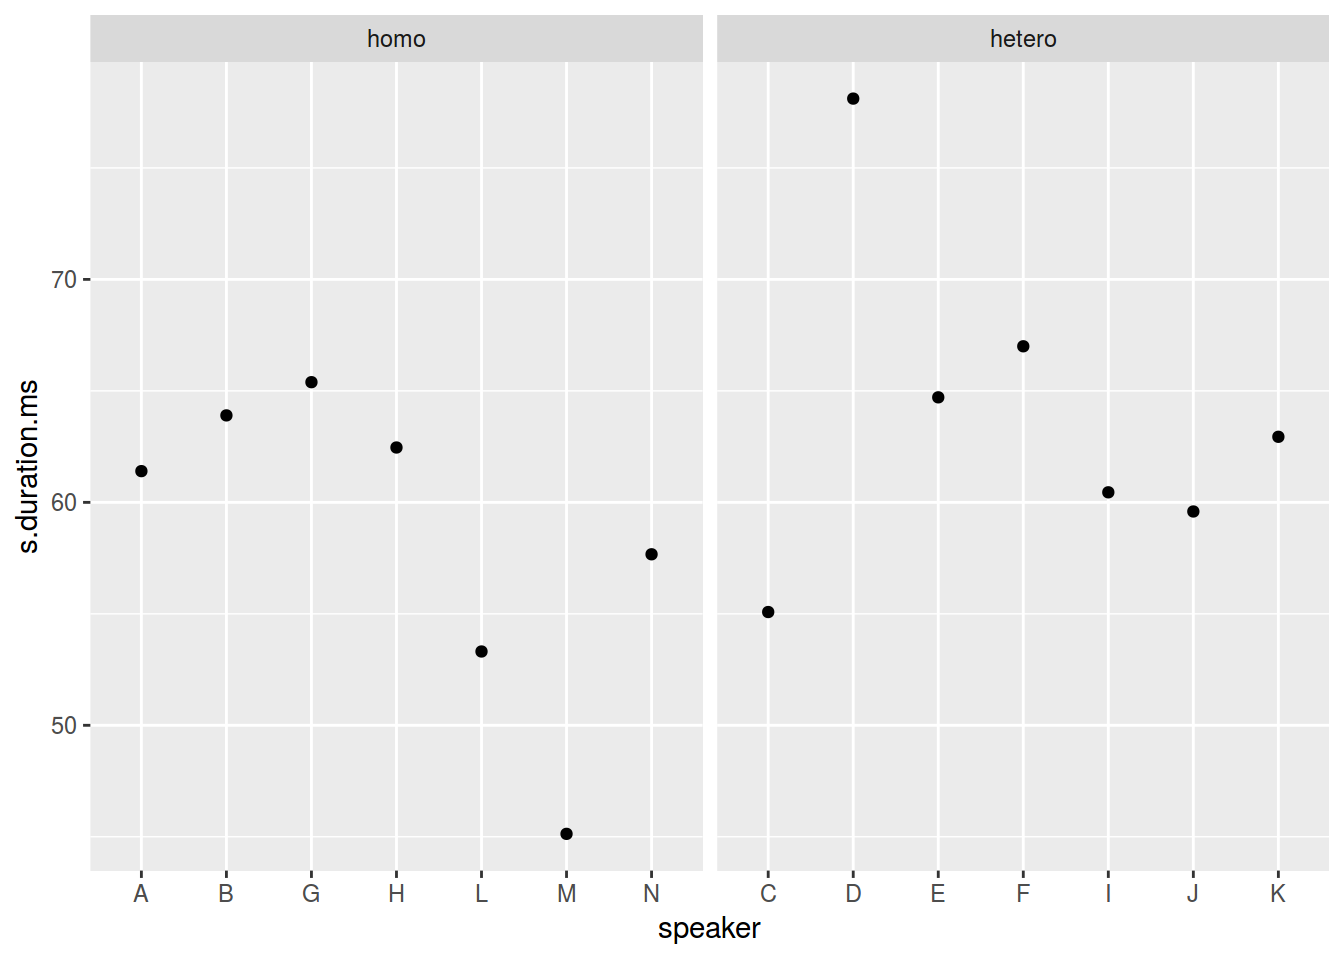 homo
hetero
s.duration.ms
70
60
50
A B G H L M N
C D E F I J K
speaker